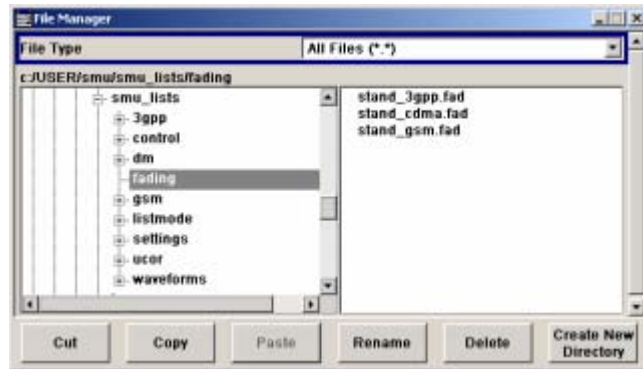 File Manager
File Type
All Files (*.*)
c:/USER/smu/smu_lists/fading
smu_lists
3gpp
control
dm
fading
gsm
listmode
settings
ucor
waveforms
stand_3gpp.fad
stand_cdma.fad
stand_gsm.fad
Cut
Copy
Paste
Rename
Delete
Create New
Directory